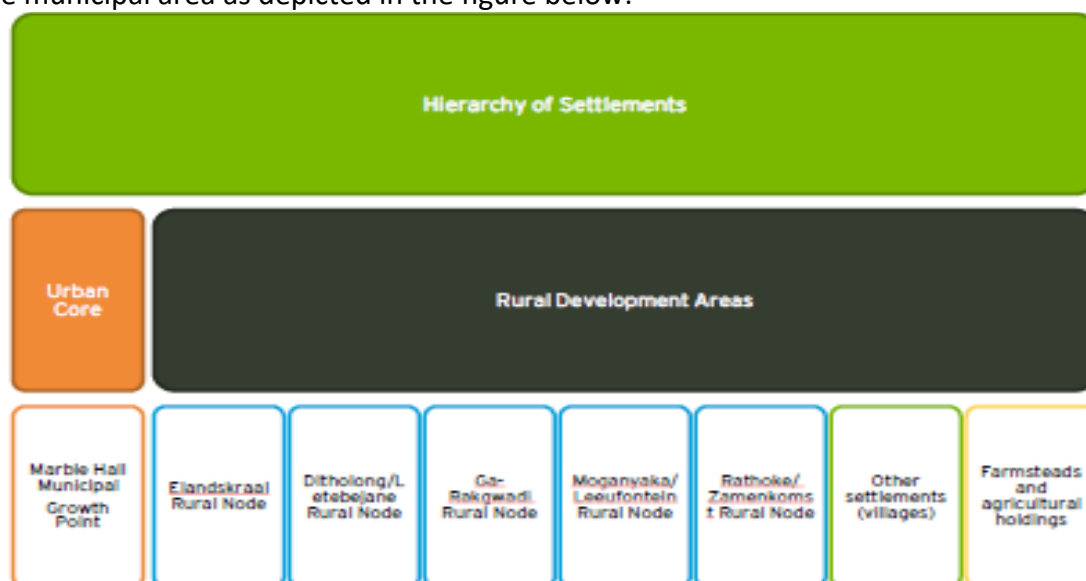 e municipal area as depicted in the figure below:
Hierarchy of Settlements
Urban
Core
Rural Development Areas
Marble Hall
Municipal
Growth
Point
Elandskraal
Rural Node
Ditholong/L
etebejane
Rural Node
Ga-
Rakgwadi
Rural Node
Moganyaka/
Leeufontein
Rural Node
Rathoke/
Zamenkoms
t Rural Node
Other
settlements
(villages)
Farmsteads
and
agricultural
holdings